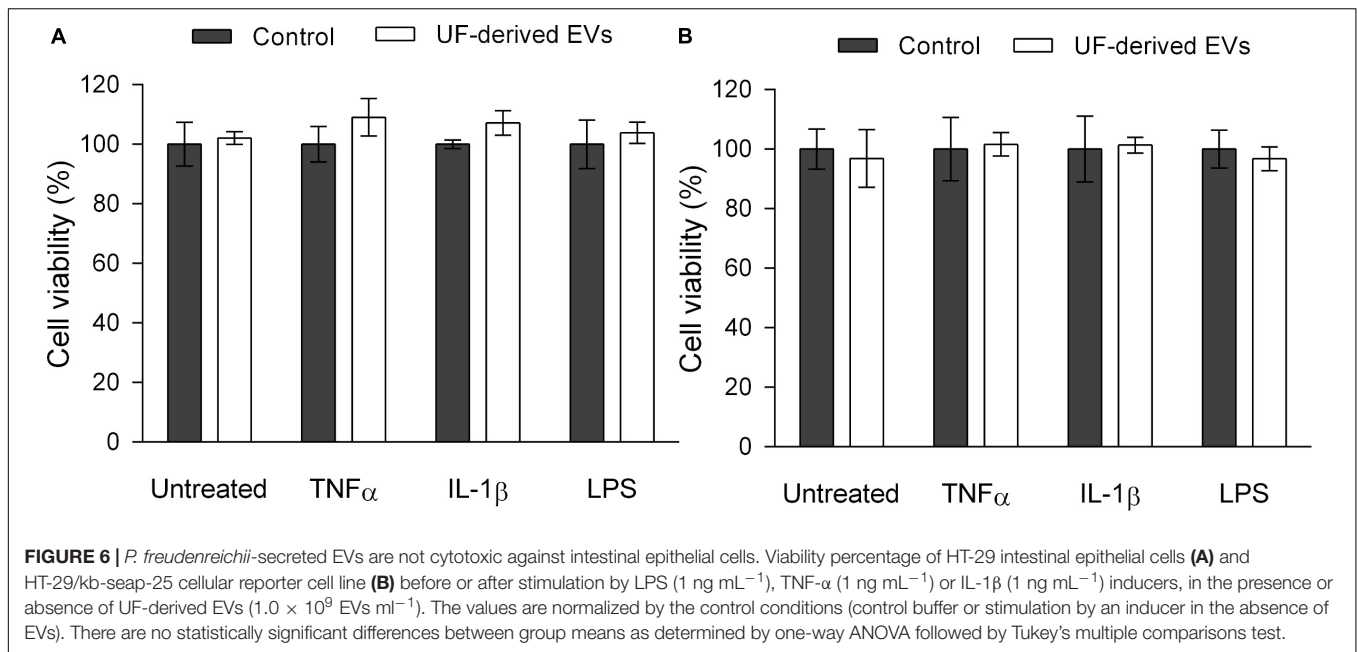 A
Control
UF-derived EVs
Cell viability (%)
120
100
80
60
40
20
0
Untreated
TNFα
IL-1β
LPS
B
Control
UF-derived EVs
Cell viability (%)
120
100
80
60
40
20
0
Untreated
TNFα
IL-1β
LPS
FIGURE 6 | P. freudenreichii-secreted EVs are not cytotoxic against intestinal epithelial cells. Viability percentage of HT-29 intestinal epithelial cells (A) and
HT-29/kb-seap-25 cellular reporter cell line (B) before or after stimulation by LPS (1 ng mL⁻¹), TNF-α (1 ng mL⁻¹) or IL-1β (1 ng mL⁻¹) inducers, in the presence or
absence of UF-derived EVs (1.0 × 10⁹ EVs ml⁻¹). The values are normalized by the control conditions (control buffer or stimulation by an inducer in the absence of
EVs). There are no statistically significant differences between group means as determined by one-way ANOVA followed by Tukey's multiple comparisons test.